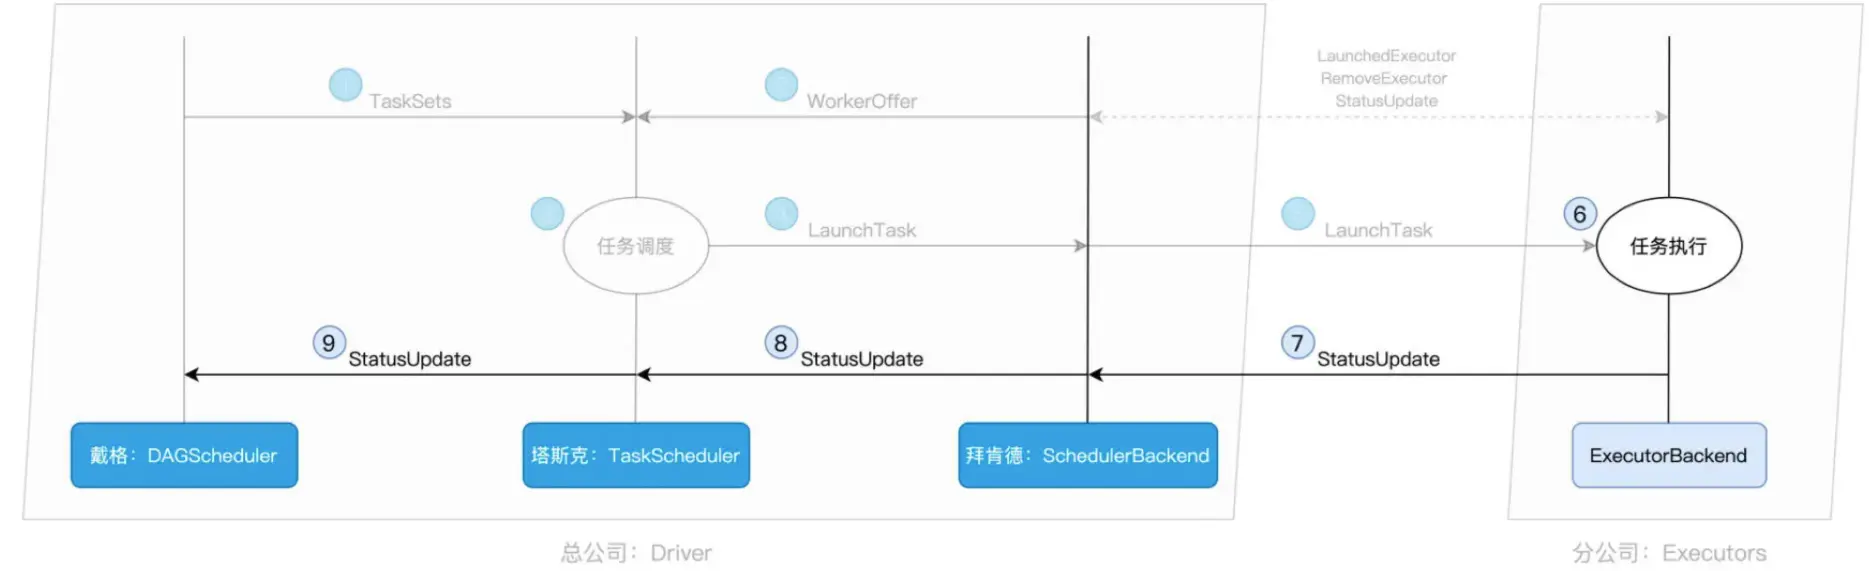 LaunchedExecutor
RemoveExecutor
StatusUpdate
TaskSets
WorkerOffer
任务调度
LaunchTask
LaunchTask
6
任务执行
9
StatusUpdate
8
StatusUpdate
7
StatusUpdate
戴格：DAGScheduler
塔斯克：TaskScheduler
拜肯德：SchedulerBackend
ExecutorBackend
总公司：Driver
分公司：Executors